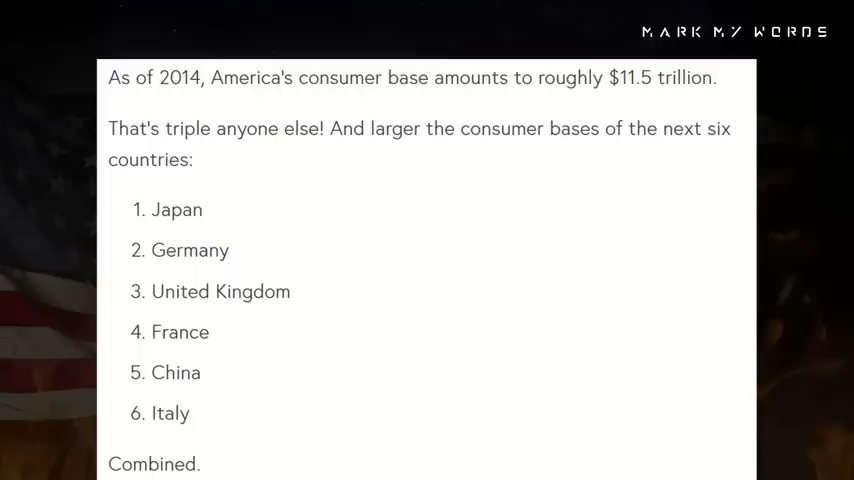 MARK MY WORDS
As of 2014, America's consumer base amounts to roughly $11.5 trillion.
That's triple anyone else! And larger the consumer bases of the next six
countries:
1. Japan
2. Germany
3. United Kingdom
4. France
5. China
6. Italy
Combined.